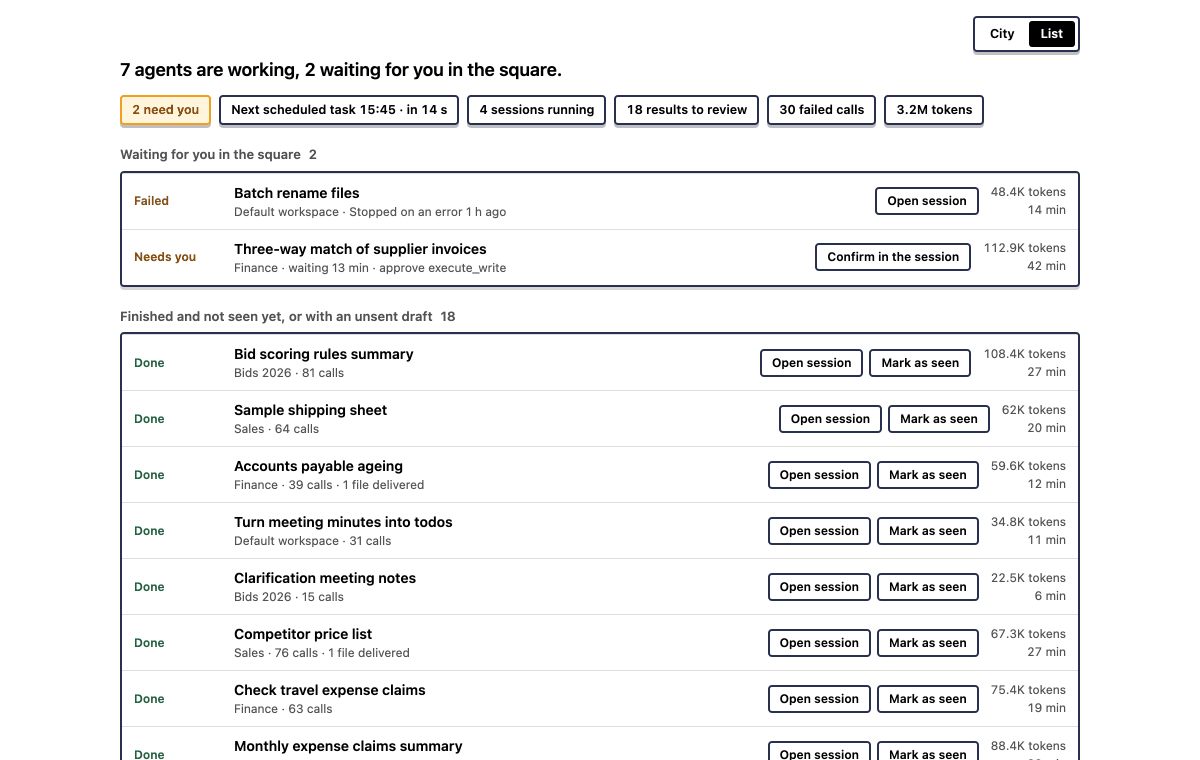 City List
7 agents are working, 2 waiting for you in the square.
2 need you
Next scheduled task 15:45 · in 14 s
4 sessions running
18 results to review
30 failed calls
3.2M tokens
Waiting for you in the square 2
Failed
Batch rename files
Default workspace · Stopped on an error 1 h ago
Open session
48.4K tokens
14 min
Needs you
Three-way match of supplier invoices
Finance · waiting 13 min · approve execute_write
Confirm in the session
112.9K tokens
42 min
Finished and not seen yet, or with an unsent draft 18
Done
Bid scoring rules summary
Bids 2026 · 81 calls
Open session
Mark as seen
108.4K tokens
27 min
Done
Sample shipping sheet
Sales · 64 calls
Open session
Mark as seen
62K tokens
20 min
Done
Accounts payable ageing
Finance · 39 calls · 1 file delivered
Open session
Mark as seen
59.6K tokens
12 min
Done
Turn meeting minutes into todos
Default workspace · 31 calls
Open session
Mark as seen
34.8K tokens
11 min
Done
Clarification meeting notes
Bids 2026 · 15 calls
Open session
Mark as seen
22.5K tokens
6 min
Done
Competitor price list
Sales · 76 calls · 1 file delivered
Open session
Mark as seen
67.3K tokens
27 min
Done
Check travel expense claims
Finance · 63 calls
Open session
Mark as seen
75.4K tokens
19 min
Done
Monthly expense claims summary
Open session
Mark as seen
88.4K tokens